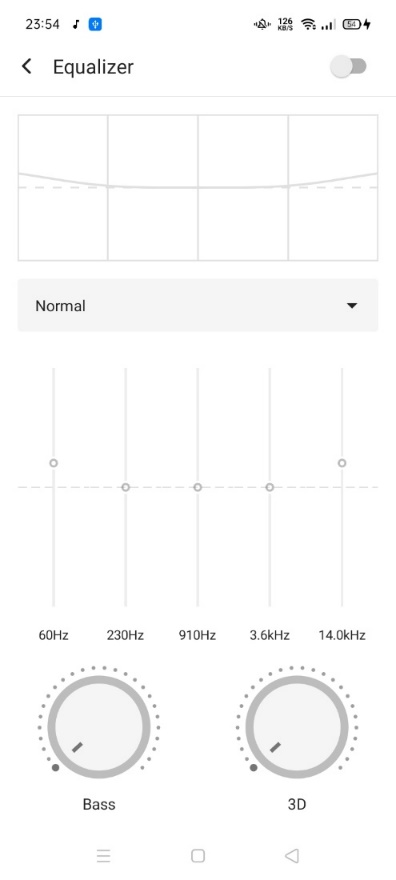 23:54
126
KB/S
54
Equalizer
Normal
60Hz 230Hz 910Hz 3.6kHz 14.0kHz
Bass 3D